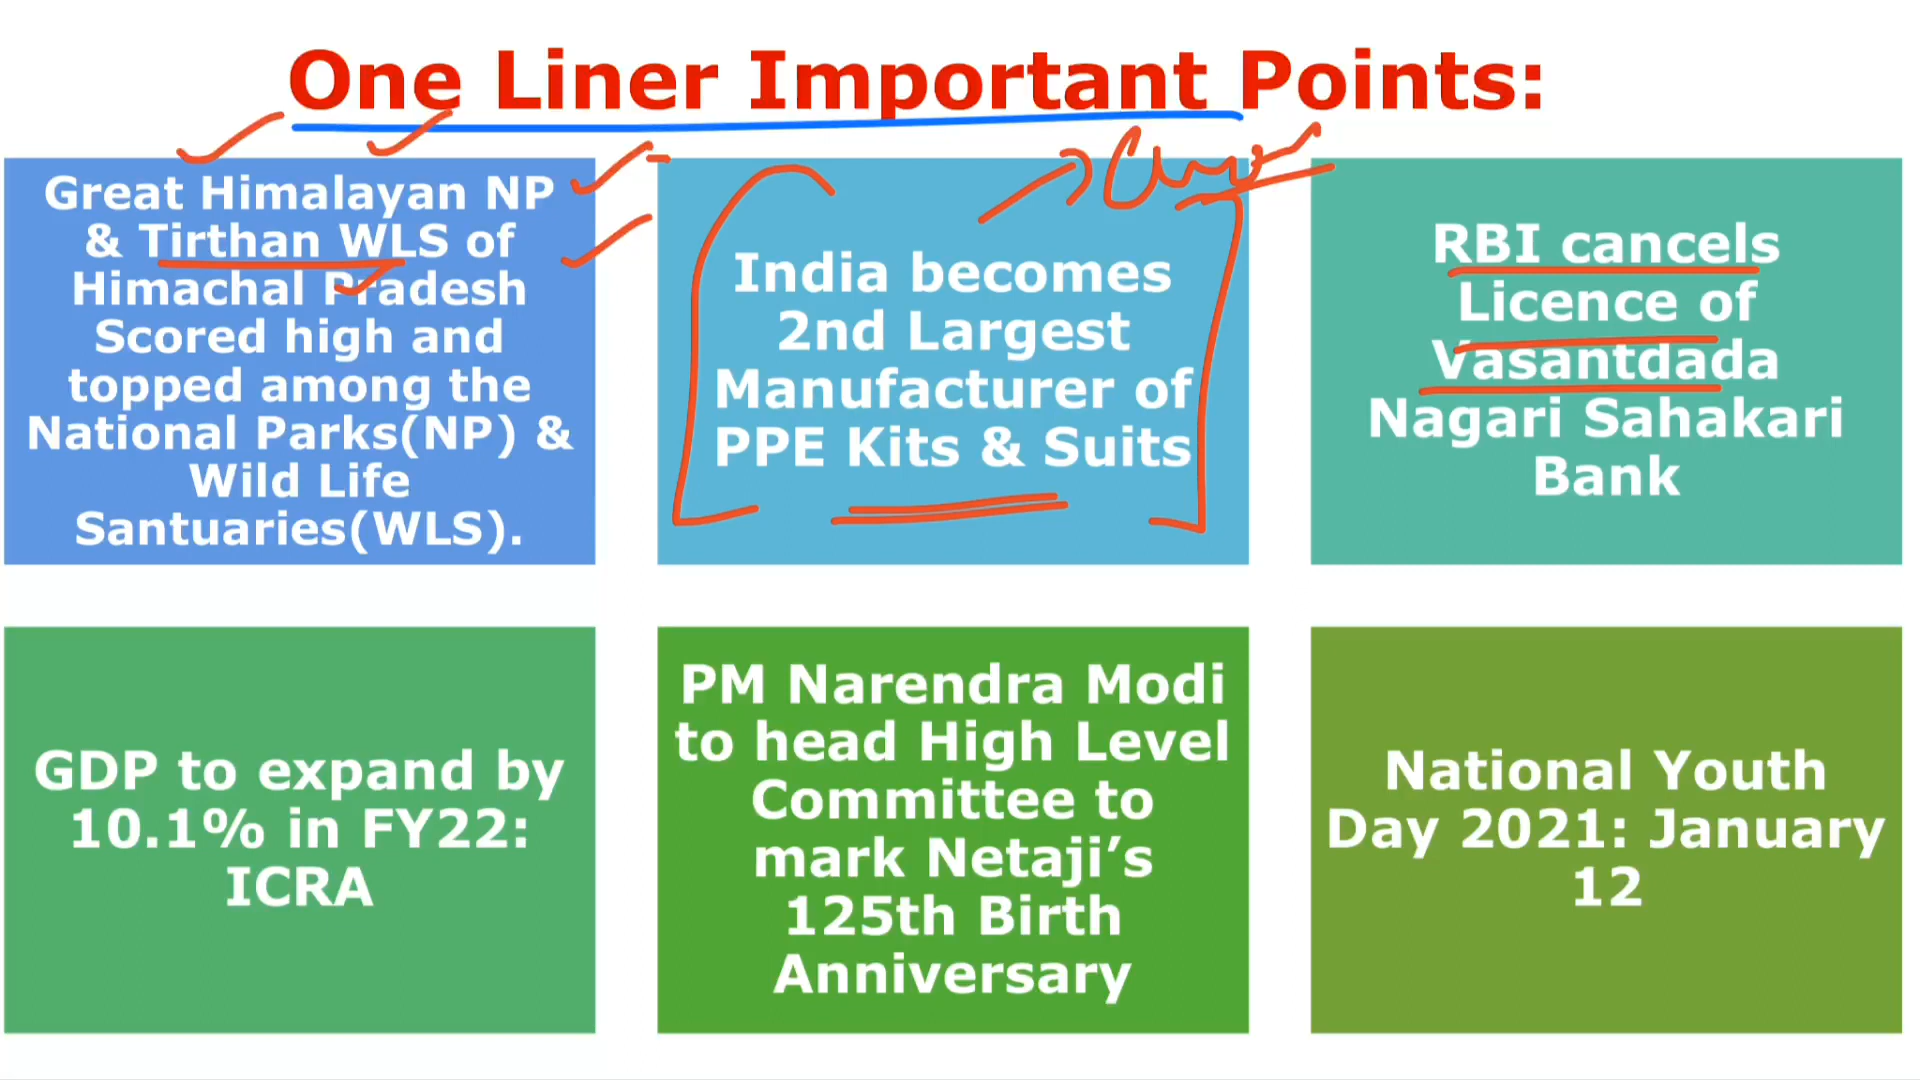 One Liner Important Points:
Great Himalayan NP
& Tirthan WLS of
Himachal Pradesh
Scored high and
topped among the
National Parks(NP) &
Wild Life
Santuaries(WLS).
India becomes
2nd Largest
Manufacturer of
PPE Kits & Suits
RBI cancels
Licence of
Vasantdada
Nagari Sahakari
Bank
GDP to expand by
10.1% in FY22:
ICRA
PM Narendra Modi
to head High Level
Committee to
mark Netaji’s
125th Birth
Anniversary
National Youth
Day 2021: January
12